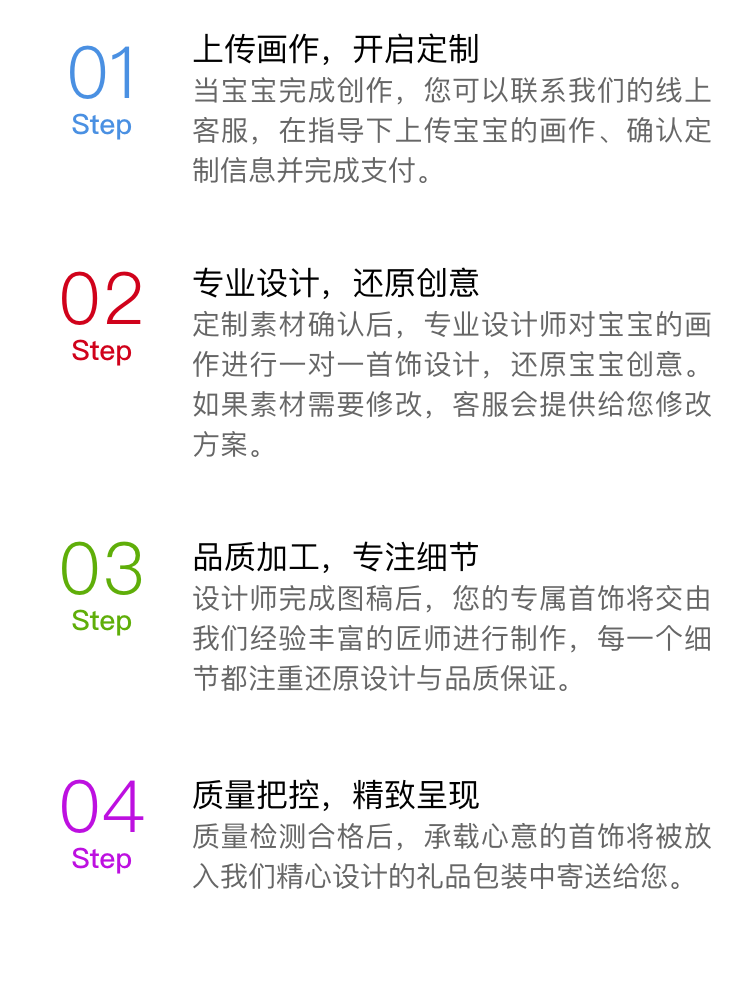 01
Step
上传画作，开启定制
当宝宝完成创作，您可以联系我们的线上
客服，在指导下上传宝宝的画作、确认定
制信息并完成支付。
02
Step
专业设计，还原创意
定制素材确认后，专业设计师对宝宝的画
作进行一对一首饰设计，还原宝宝创意。
如果素材需要修改，客服会提供给您修改
方案。
03
Step
品质加工，专注细节
设计师完成图稿后，您的专属首饰将交由
我们经验丰富的匠师进行制作，每一个细
节都注重还原设计与品质保证。
04
Step
质量把控，精致呈现
质量检测合格后，承载心意的首饰将被放
入我们精心设计的礼品包装中寄送给您。